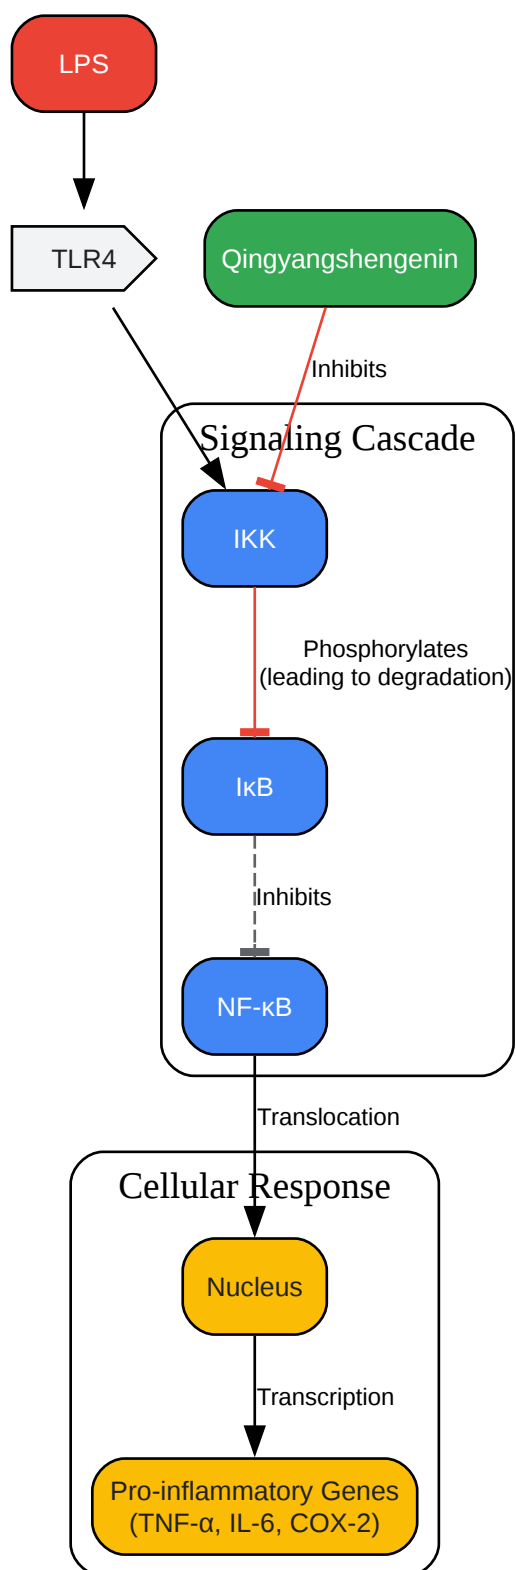 LPS
TLR4
Qingyangshengenin
Inhibits
Signaling Cascade
IKK
Phosphorylates
(leading to degradation)
IκB
Inhibits
NF-κB
Translocation
Cellular Response
Nucleus
Transcription
Pro-inflammatory Genes
(TNF-α, IL-6, COX-2)